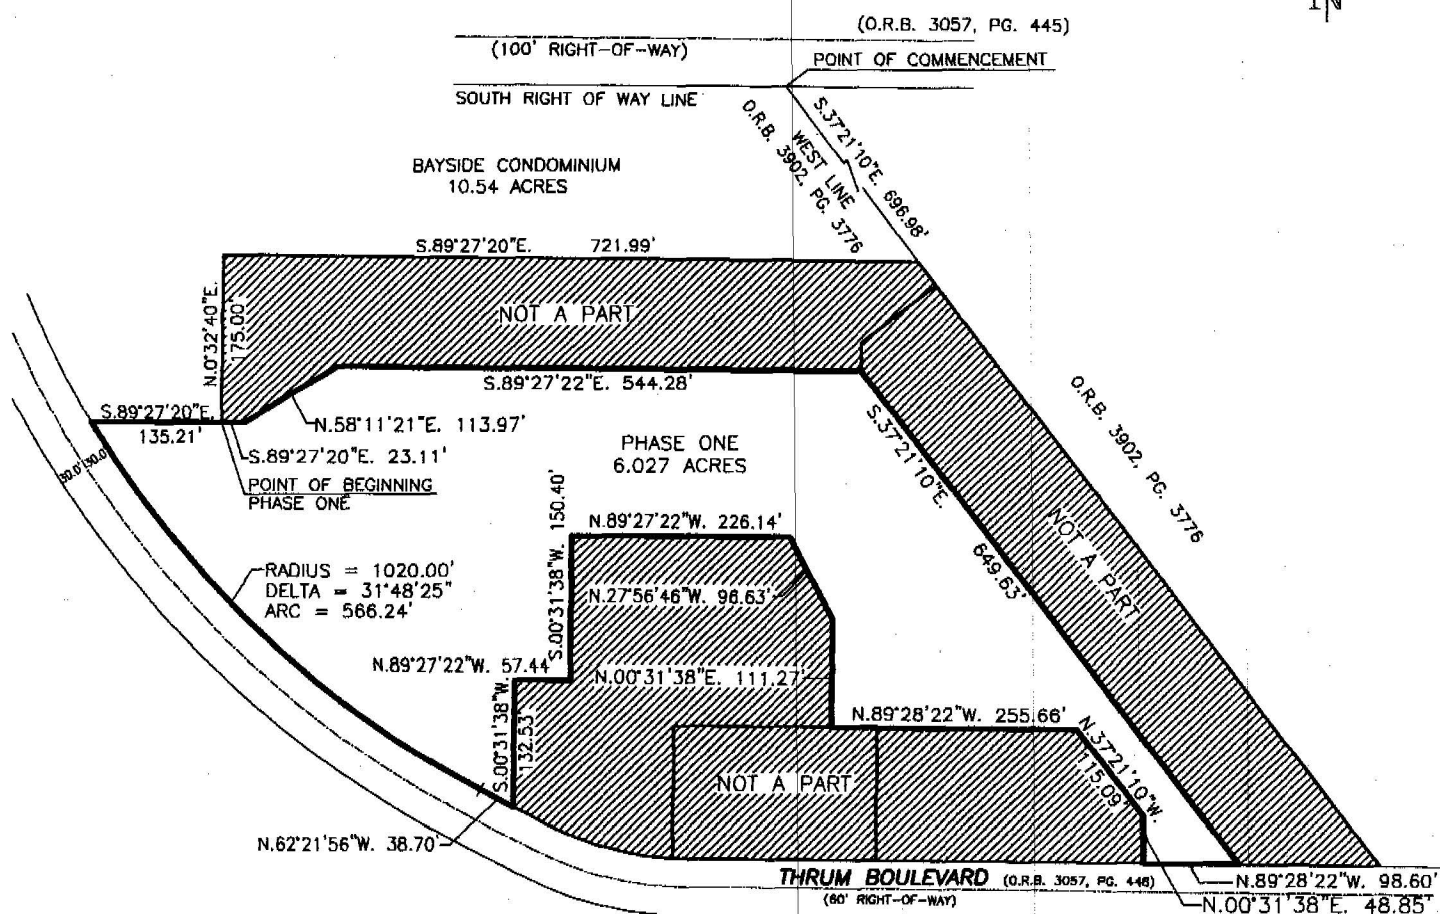 N
(O.R.B. 3057, PG. 445)
(100' RIGHT-OF-WAY)
POINT OF COMMENCEMENT
SOUTH RIGHT OF WAY LINE
S.37°21'10"E. 696.98'
WEST LINE
O.R.B. 3902, PG. 3776
BAYSIDE CONDOMINIUM
10.54 ACRES
S.89°27'20"E. 721.99'
N.0°32'40"E.
175.00'
NOT A PART
S.89°27'22"E. 544.28'
S.89°27'20"E.
135.21'
N.58°11'21"E. 113.97'
S.89°27'20"E. 23.11'
POINT OF BEGINNING
PHASE ONE
30.0' 30.0'
PHASE ONE
6.027 ACRES
S.37°21'10"E. 649.63'
O.R.B. 3902, PG. 3776
NOT A PART
S.00°31'38"W. 150.40'
N.89°27'22"W. 226.14'
RADIUS = 1020.00'
DELTA = 31°48'25"
ARC = 566.24'
N.27°56'46"W. 96.63'
N.89°27'22"W. 57.44'
N.00°31'38"E. 111.27'
S.00°31'38"W.
132.53'
N.89°28'22"W. 255.66'
N.37°21'10"W.
115.09'
NOT A PART
N.62°21'56"W. 38.70'
THRUM BOULEVARD (O.R.B. 3057, PG. 446)
(60' RIGHT-OF-WAY)
N.89°28'22"W. 98.60'
N.00°31'38"E. 48.85'